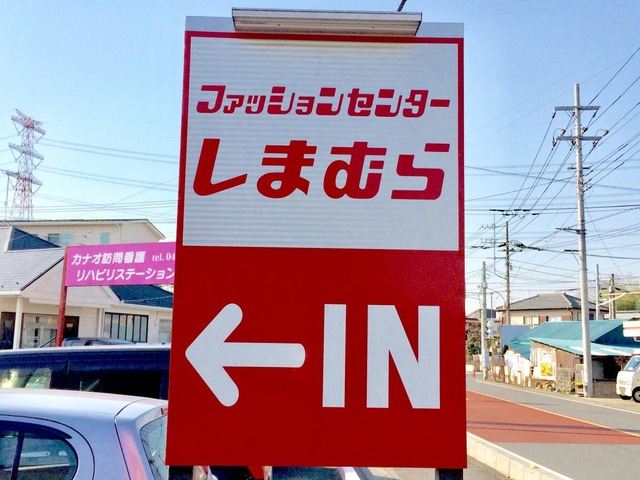 ファッションセンター
しまむら
← IN
カナオ訪問看護 tel. 04
リハビリステーション